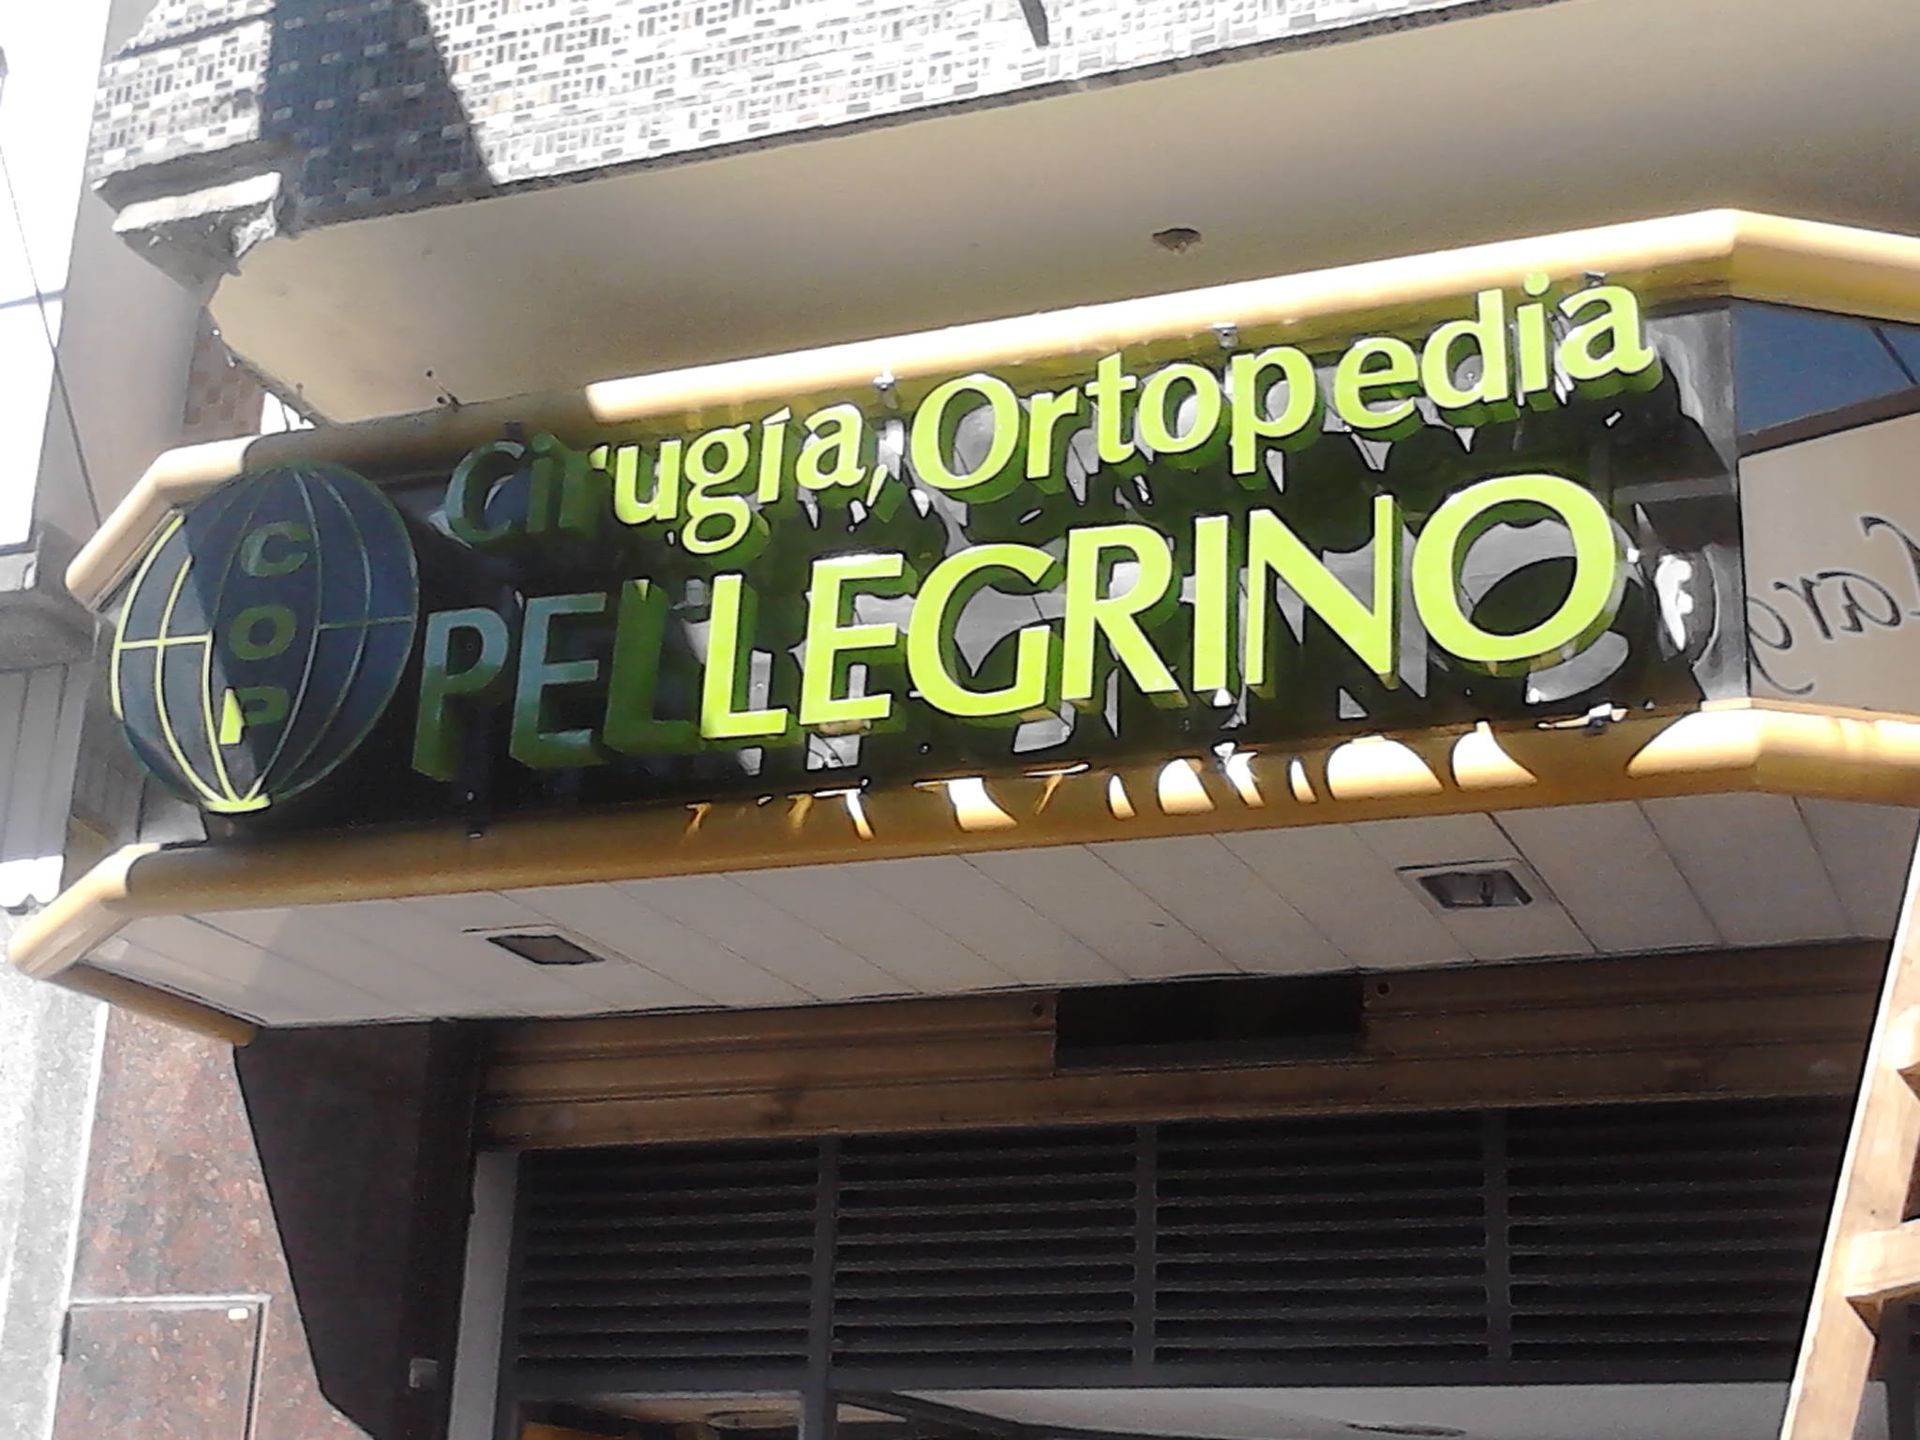 COP
Cirugía, Ortopedia
PELLEGRINO